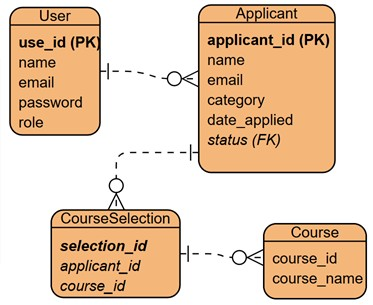 User
use_id (PK)
name
email
password
role
Applicant
applicant_id (PK)
name
email
category
date_applied
status (FK)
CourseSelection
selection_id
applicant_id
course_id
Course
course_id
course_name